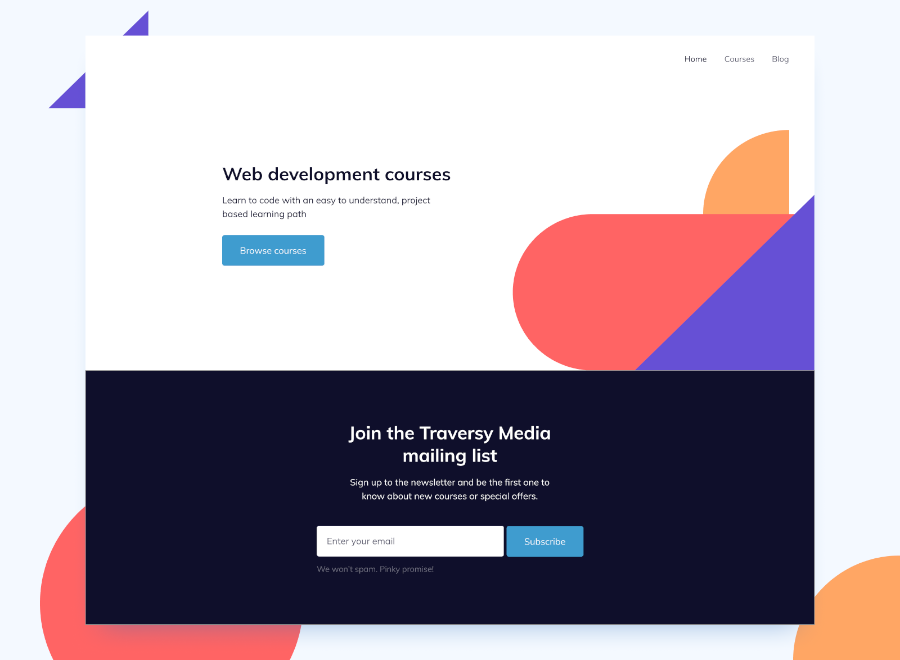 Home Courses Blog
Web development courses
Learn to code with an easy to understand, project
based learning path
Browse courses
Join the Traversy Media
mailing list
Sign up to the newsletter and be the first one to
know about new courses or special offers.
Enter your email Subscribe
We won't spam. Pinky promise!